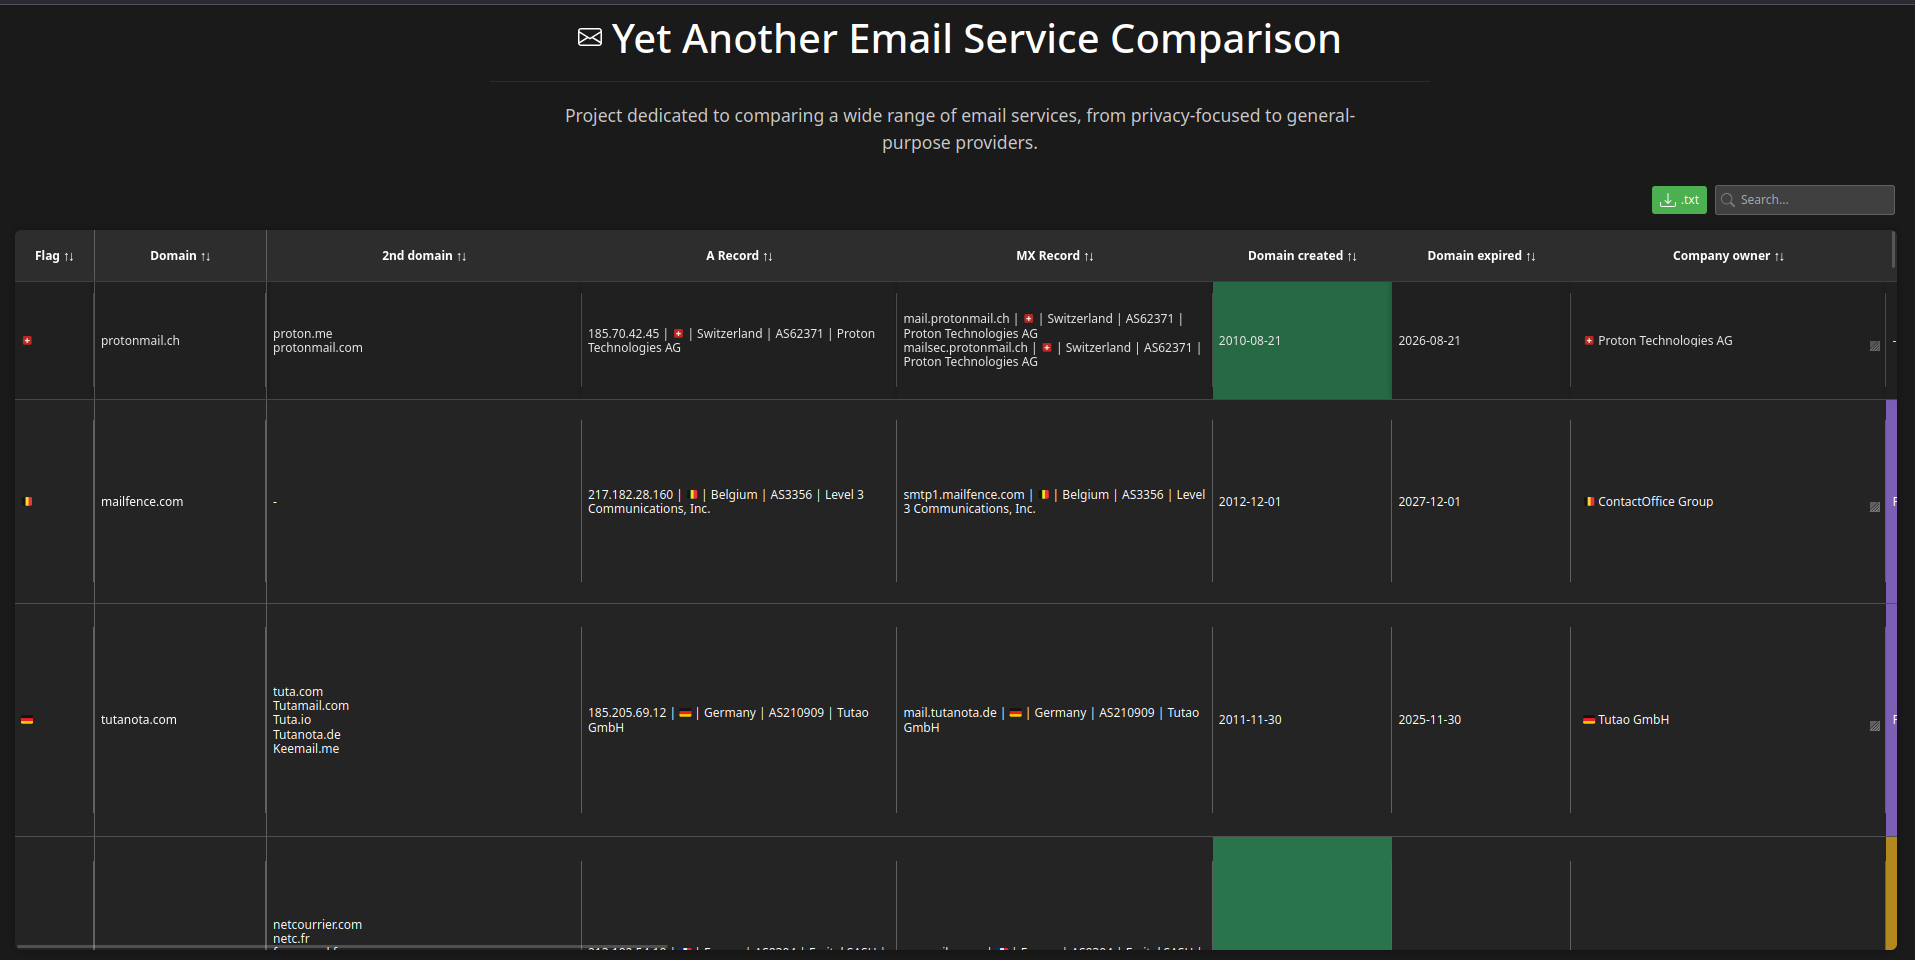 Yet Another Email Service Comparison
Project dedicated to comparing a wide range of email services, from privacy-focused to general-
purpose providers.
.txt
Search...
Flag ↑↓
Domain ↑↓
2nd domain ↑↓
A Record ↑↓
MX Record ↑↓
Domain created ↑↓
Domain expired ↑↓
Company owner ↑↓
protonmail.ch
proton.me
protonmail.com
185.70.42.45 | 🇨🇭 | Switzerland | AS62371 | Proton
Technologies AG
mail.protonmail.ch | 🇨🇭 | Switzerland | AS62371 |
Proton Technologies AG
mailsec.protonmail.ch | 🇨🇭 | Switzerland | AS62371 |
Proton Technologies AG
2010-08-21
2026-08-21
Proton Technologies AG
-
mailfence.com
-
217.182.28.160 | 🇧🇪 | Belgium | AS3356 | Level 3
Communications, Inc.
smtp1.mailfence.com | 🇧🇪 | Belgium | AS3356 | Level
3 Communications, Inc.
2012-12-01
2027-12-01
ContactOffice Group
tutanota.com
tuta.com
Tutamail.com
Tuta.io
Tutanota.de
Keemail.me
185.205.69.12 | 🇩🇪 | Germany | AS210909 | Tutao
GmbH
mail.tutanota.de | 🇩🇪 | Germany | AS210909 | Tutao
GmbH
2011-11-30
2025-11-30
Tutao GmbH
netcourrier.com
netc.fr